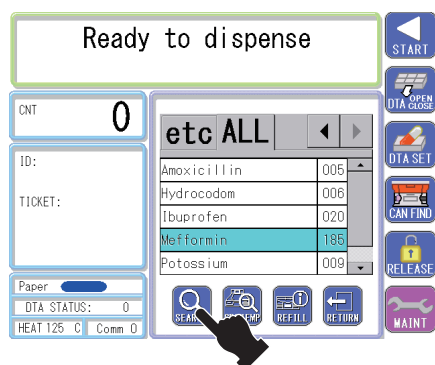 Ready to dispense
START
DTA OPEN
CLOSE
CNT
0
etc ALL
DTA SET
ID:
TICKET:
Amoxicillin 005
Hydrocodom 006
Ibuprofen 020
Mefformin 185
Potossium 009
CAN FIND
RELEASE
Paper
DTA STATUS: 0
HEAT 125 C Comm 0
REFILL
RETURN
MAINT